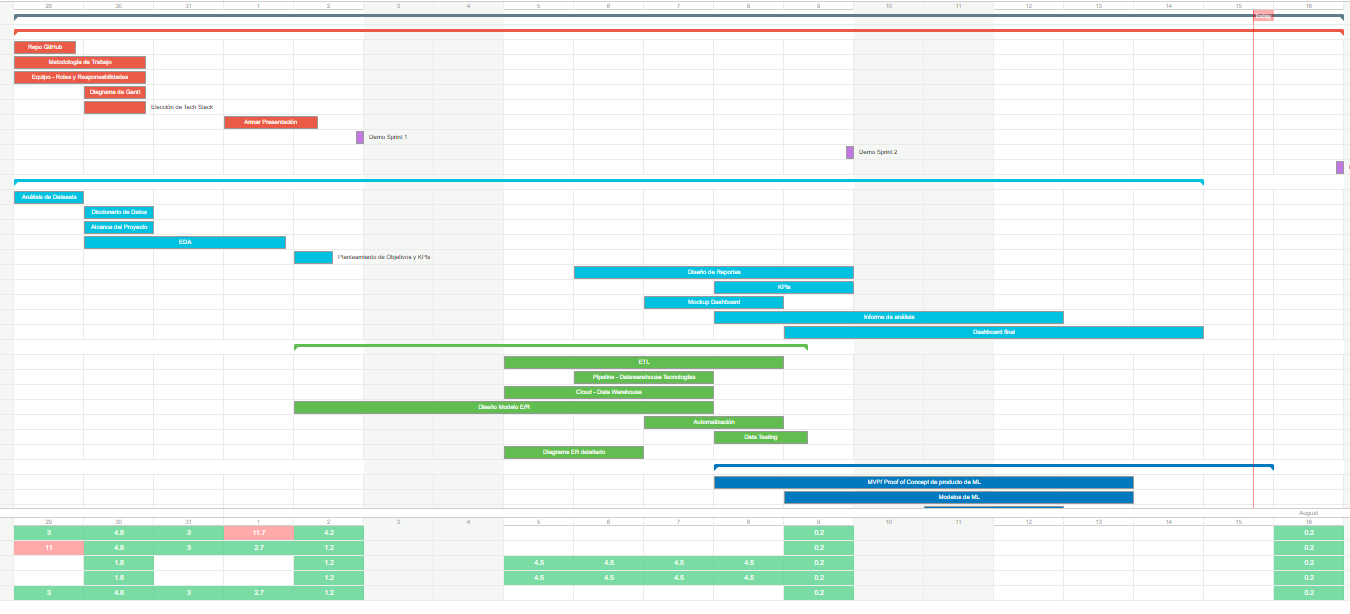 29 30 31 1 2 3 4 5 6 7 8 9 10 11 12 13 14 15 16
Today
Repo GitHub
Metodología de Trabajo
Equipo - Roles y Responsabilidades
Diagrama de Gantt
Elección de Tech Stack
Armar Presentación
Demo Sprint 1
Demo Sprint 2
Análisis de Datasets
Diccionario de Datos
Alcance del Proyecto
EDA
Planteamiento de Objetivos y KPIs
Diseño de Reportes
KPIs
Mockup Dashboard
Informe de análisis
Dashboard final
ETL
Pipeline - Datawarehouse Tecnologías
Cloud - Data Warehouse
Diseño Modelo E/R
Automatización
Data Testing
Diagrama ER detallado
MVP/ Proof of Concept de producto de ML
Modelos de ML
August
29 30 31 1 2 3 4 5 6 7 8 9 10 11 12 13 14 15 16
3 4.8 3 11.7 4.2 0.2 0.2
11 4.8 3 2.7 1.2 0.2 0.2
1.8 1.2 4.5 4.5 4.5 4.5 0.2 0.2
1.8 1.2 4.5 4.5 4.5 4.5 0.2 0.2
3 4.8 3 2.7 1.2 0.2 0.2